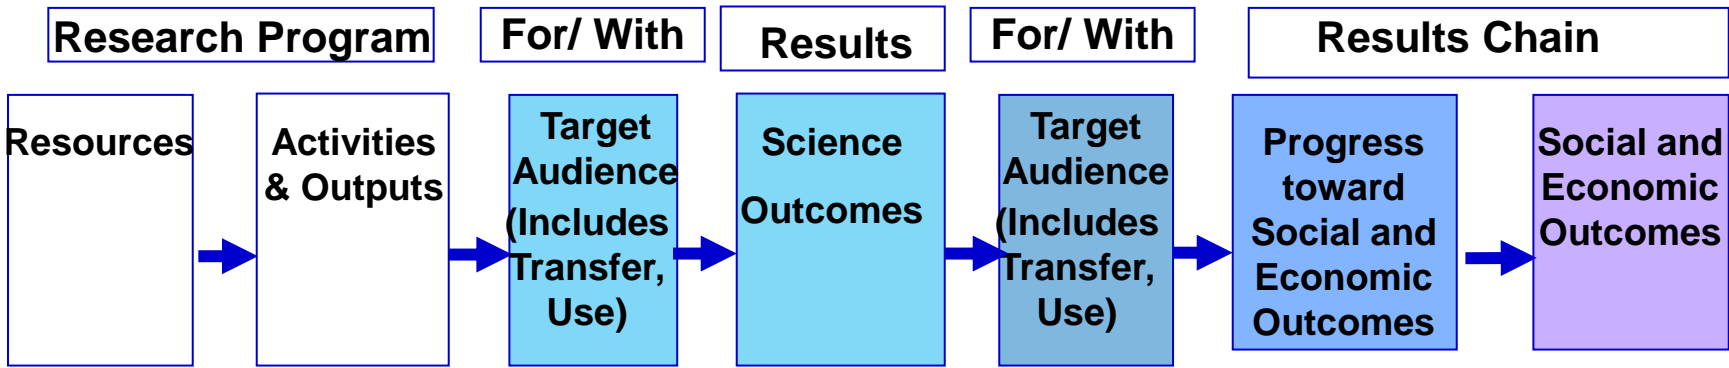 Research Program
For/ With
Results
For/ With
Results Chain
Resources
Activities
& Outputs
Target
Audience
(Includes
Transfer,
Use)
Science
Outcomes
Target
Audience
(Includes
Transfer,
Use)
Progress
toward
Social and
Economic
Outcomes
Social and
Economic
Outcomes